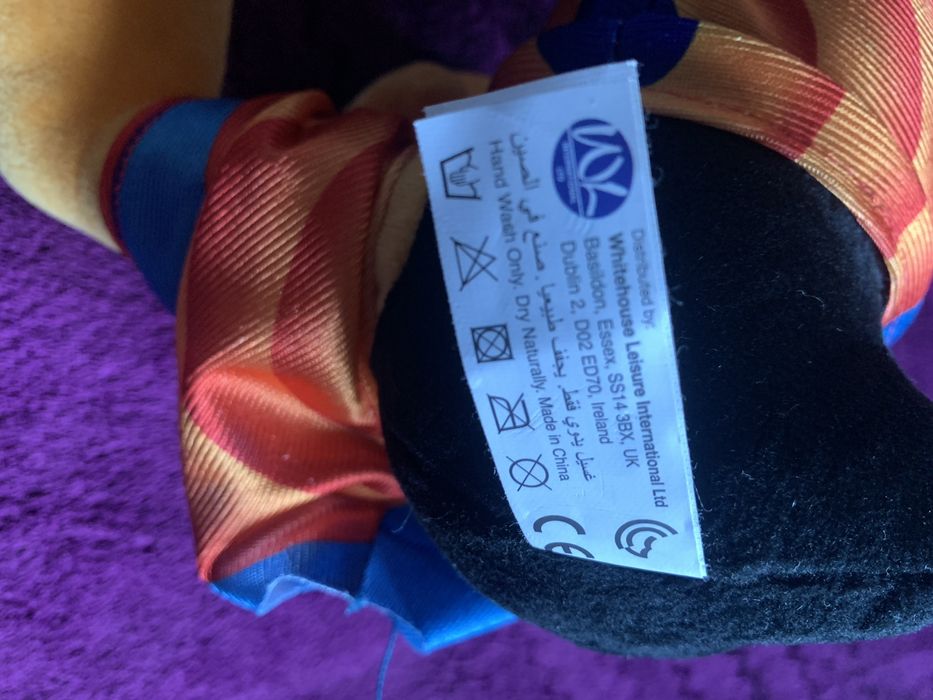 Distributed by:
Whitehouse Leisure International Ltd
Basildon, Essex, SS14 3BX, UK
Dublin 2, D02 ED70, Ireland
غسيل يدوي فقط. يجفف طبيعيا . صنع في الصين
Hand Wash Only. Dry Naturally. Made in China
CE